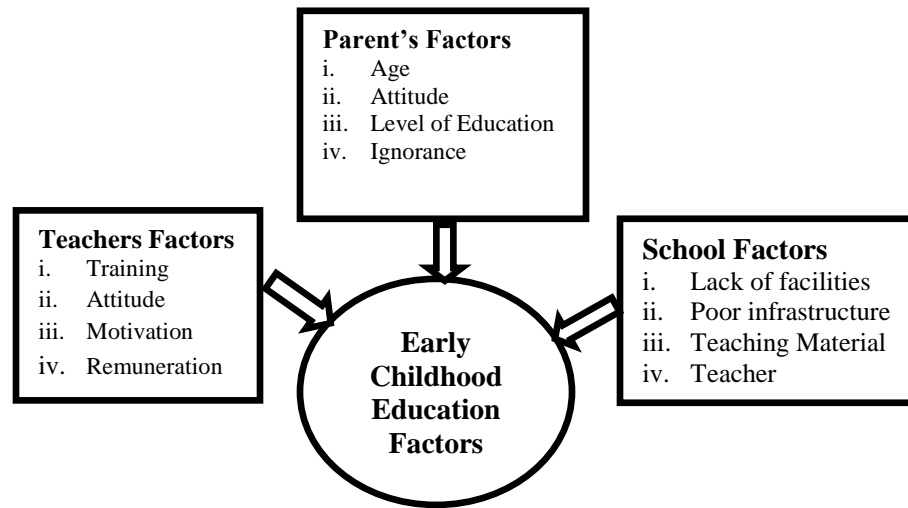 Parent's Factors
i. Age
ii. Attitude
iii. Level of Education
iv. Ignorance
Teachers Factors
i. Training
ii. Attitude
iii. Motivation
iv. Remuneration
School Factors
i. Lack of facilities
ii. Poor infrastructure
iii. Teaching Material
iv. Teacher
Early
Childhood
Education
Factors